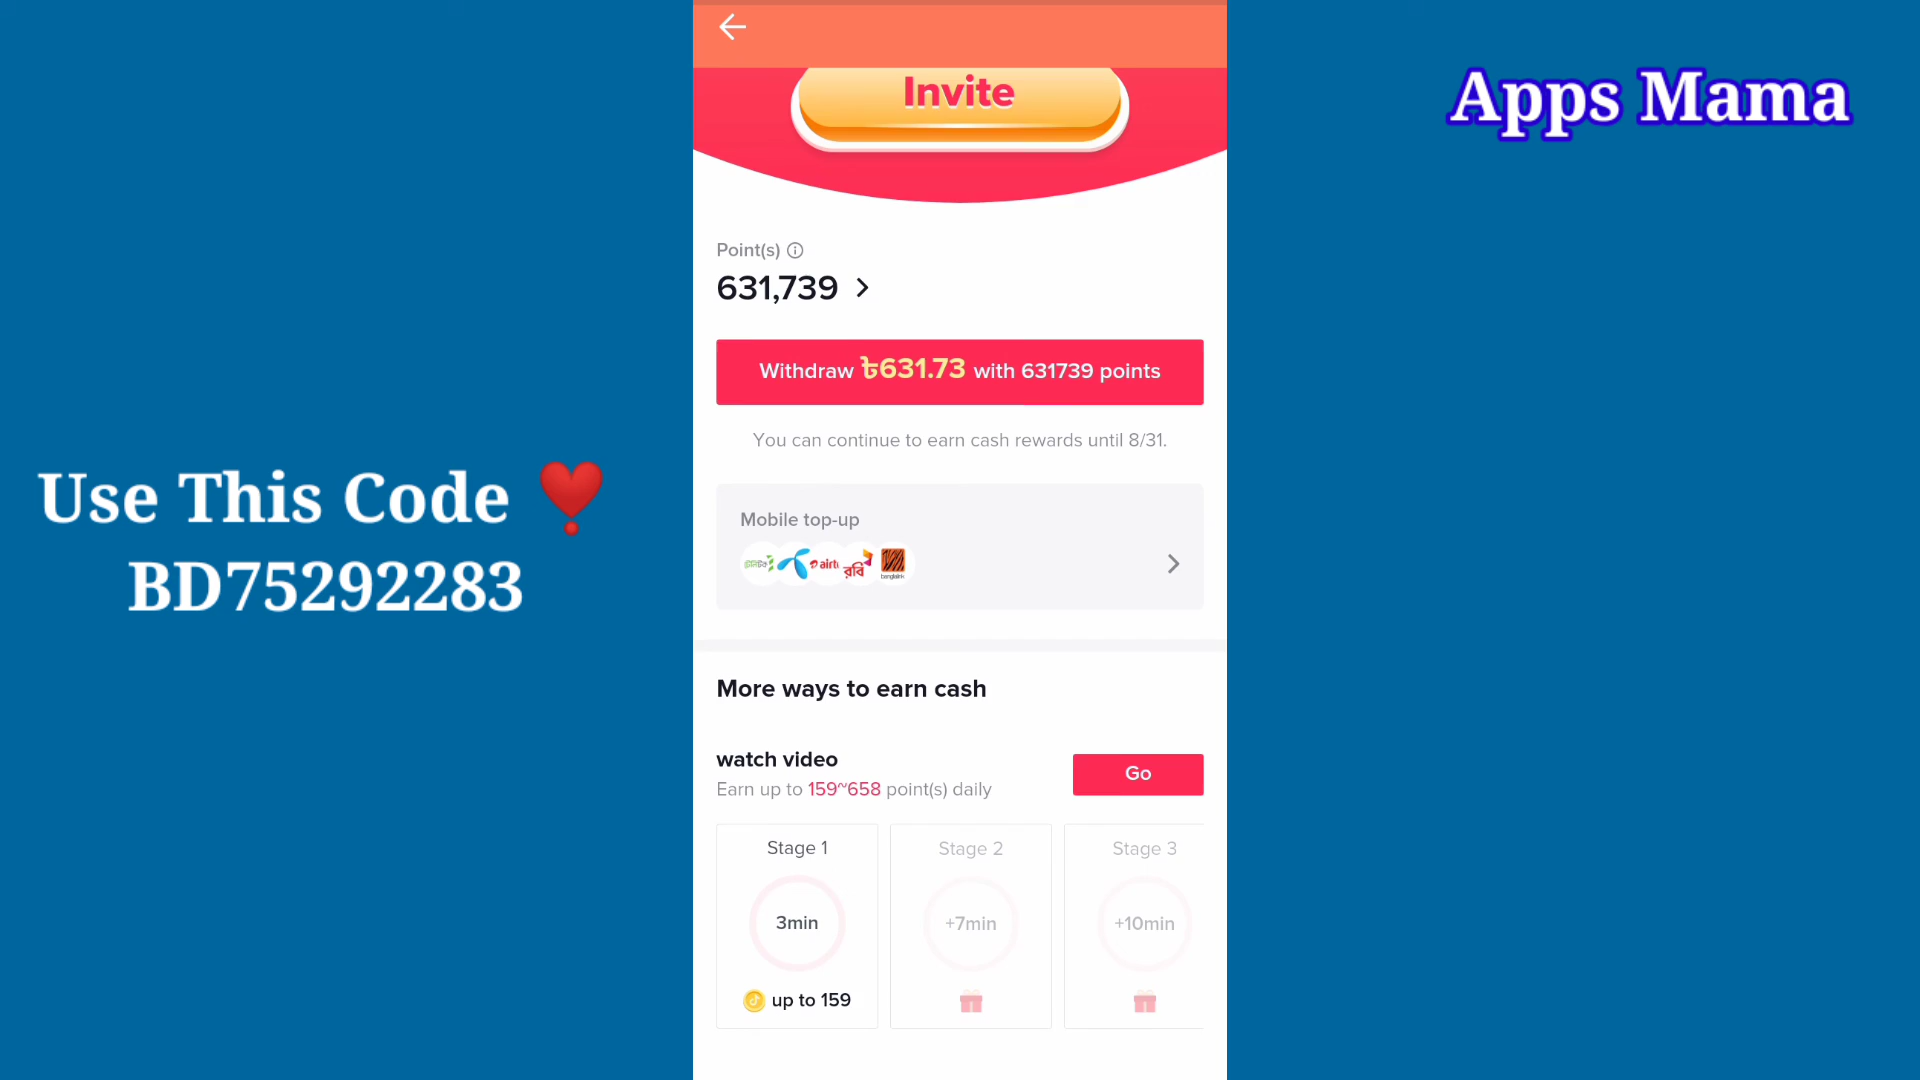 Invite
Apps Mama
Point(s)
631,739
Withdraw ৳631.73 with 631739 points
You can continue to earn cash rewards until 8/31.
Use This Code
BD75292283
Mobile top-up
রবি
banglalink
More ways to earn cash
watch video
Earn up to 159~658 point(s) daily
Go
Stage 1
Stage 2
Stage 3
3min
+7min
+10min
up to 159